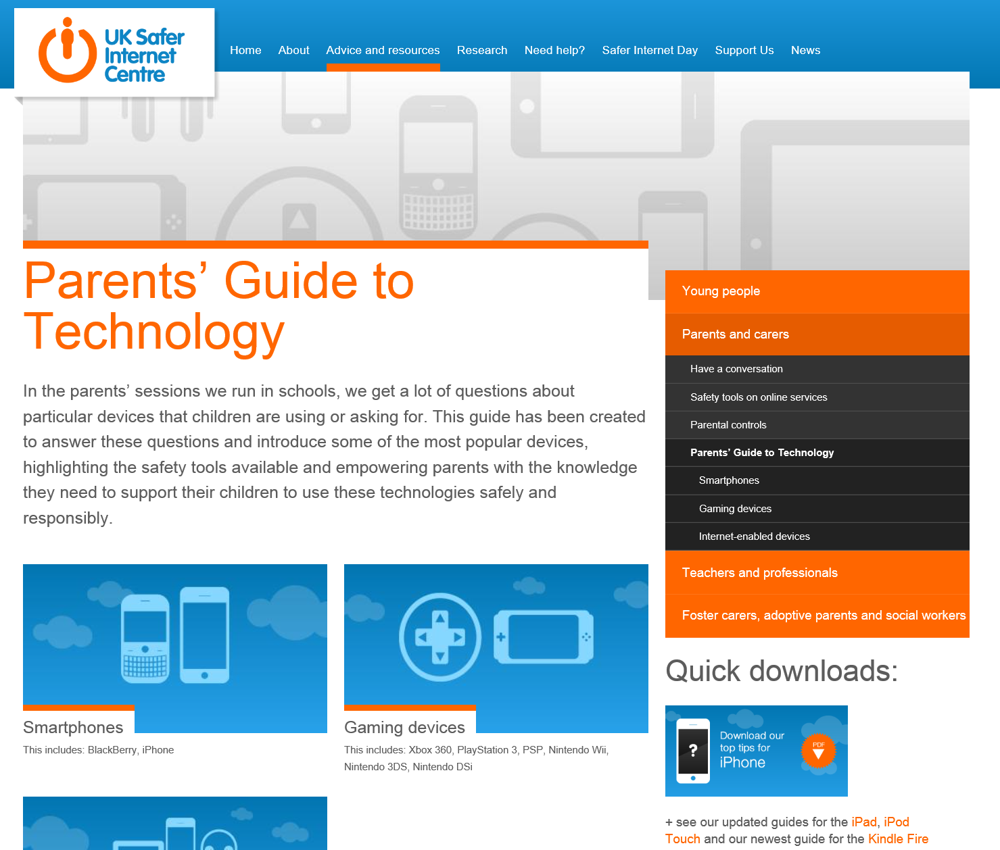 UK Safer
Internet
Centre
Home About Advice and resources Research Need help? Safer Internet Day Support Us News
Parents’ Guide to
Technology
In the parents’ sessions we run in schools, we get a lot of questions about
particular devices that children are using or asking for. This guide has been created
to answer these questions and introduce some of the most popular devices,
highlighting the safety tools available and empowering parents with the knowledge
they need to support their children to use these technologies safely and
responsibly.
Smartphones
This includes: BlackBerry, iPhone
Gaming devices
This includes: Xbox 360, PlayStation 3, PSP, Nintendo Wii,
Nintendo 3DS, Nintendo DSi
Young people
Parents and carers
Have a conversation
Safety tools on online services
Parental controls
Parents’ Guide to Technology
Smartphones
Gaming devices
Internet-enabled devices
Teachers and professionals
Foster carers, adoptive parents and social workers
Quick downloads:
?
Download our
top tips for
iPhone
PDF
+ see our updated guides for the iPad, iPod
Touch and our newest guide for the Kindle Fire